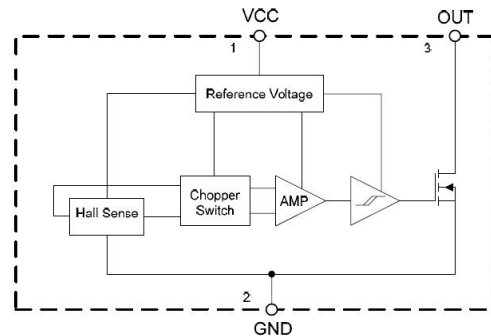 VCC
OUT
1
3
Reference Voltage
Chopper
Switch
AMP
Hall Sense
2
GND